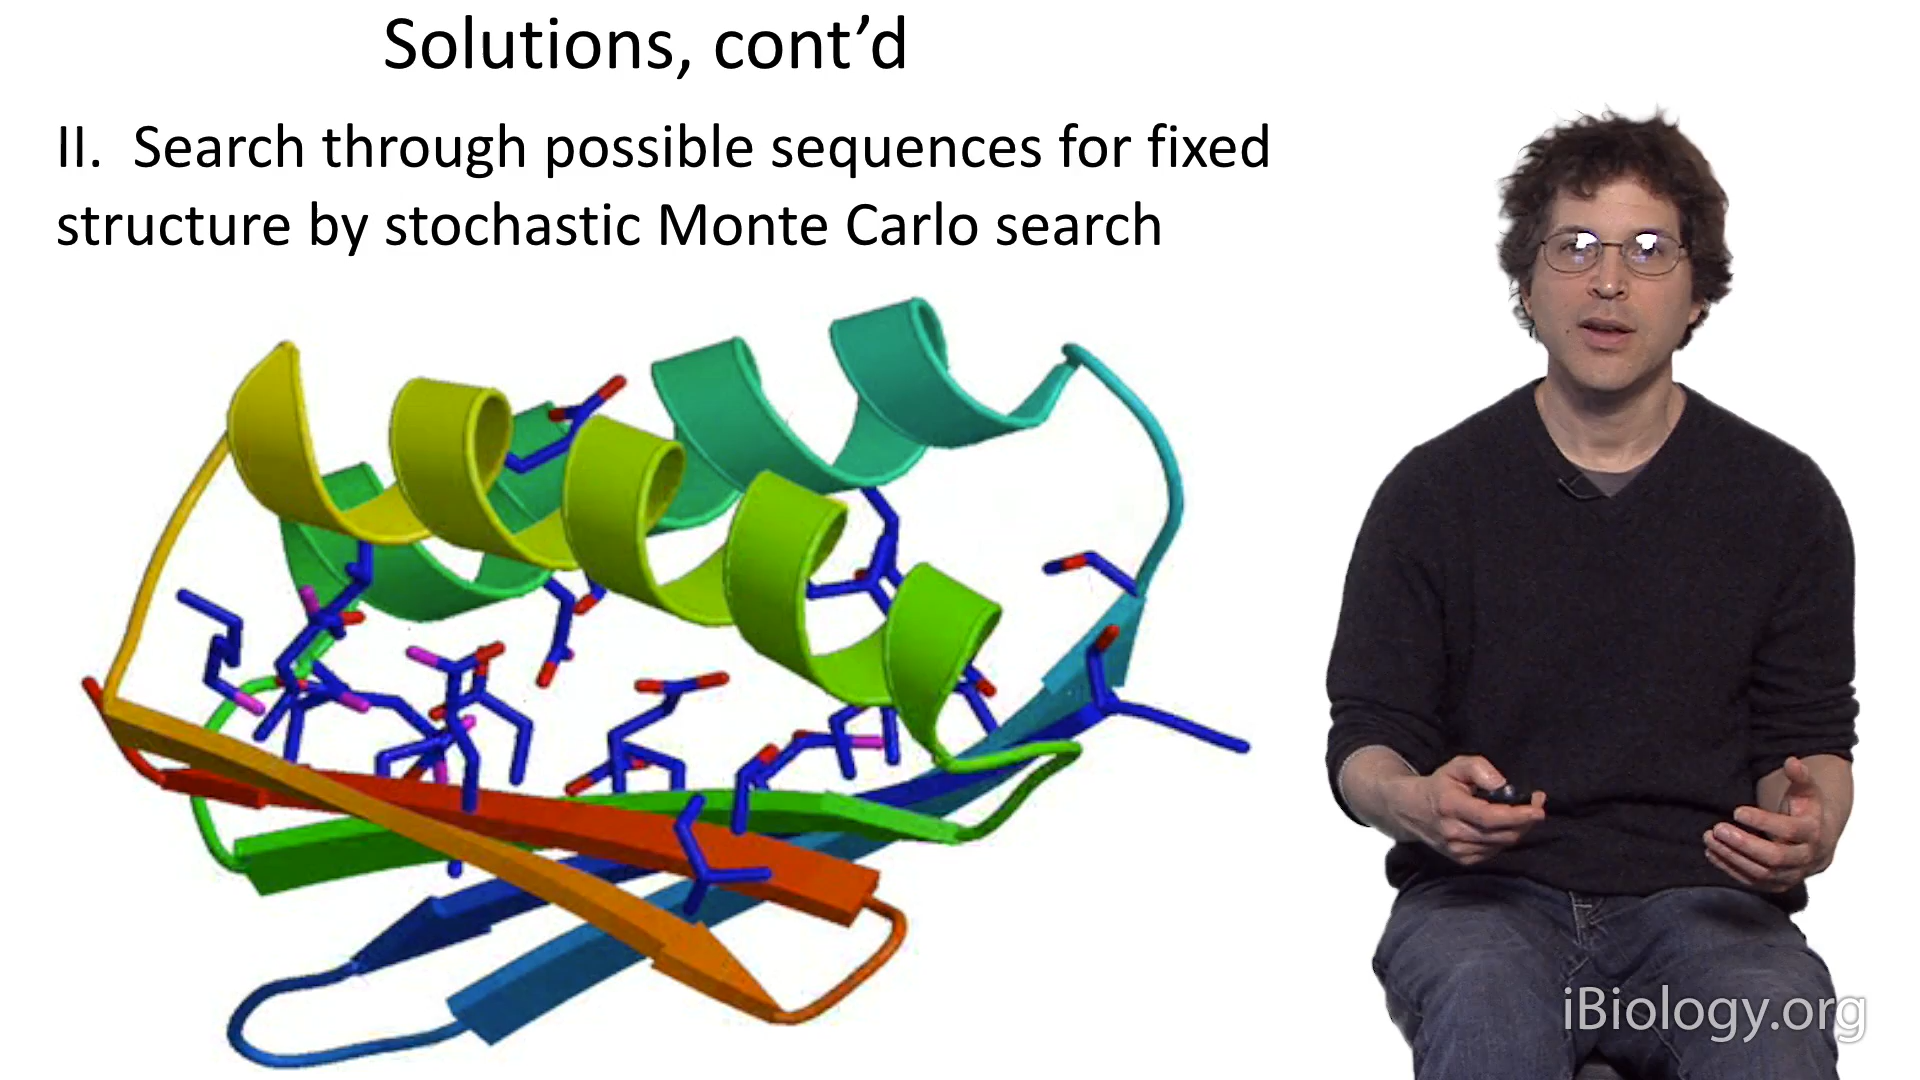 Solutions, cont’d
II.  Search through possible sequences for fixed
structure by stochastic Monte Carlo search
iBiology.org